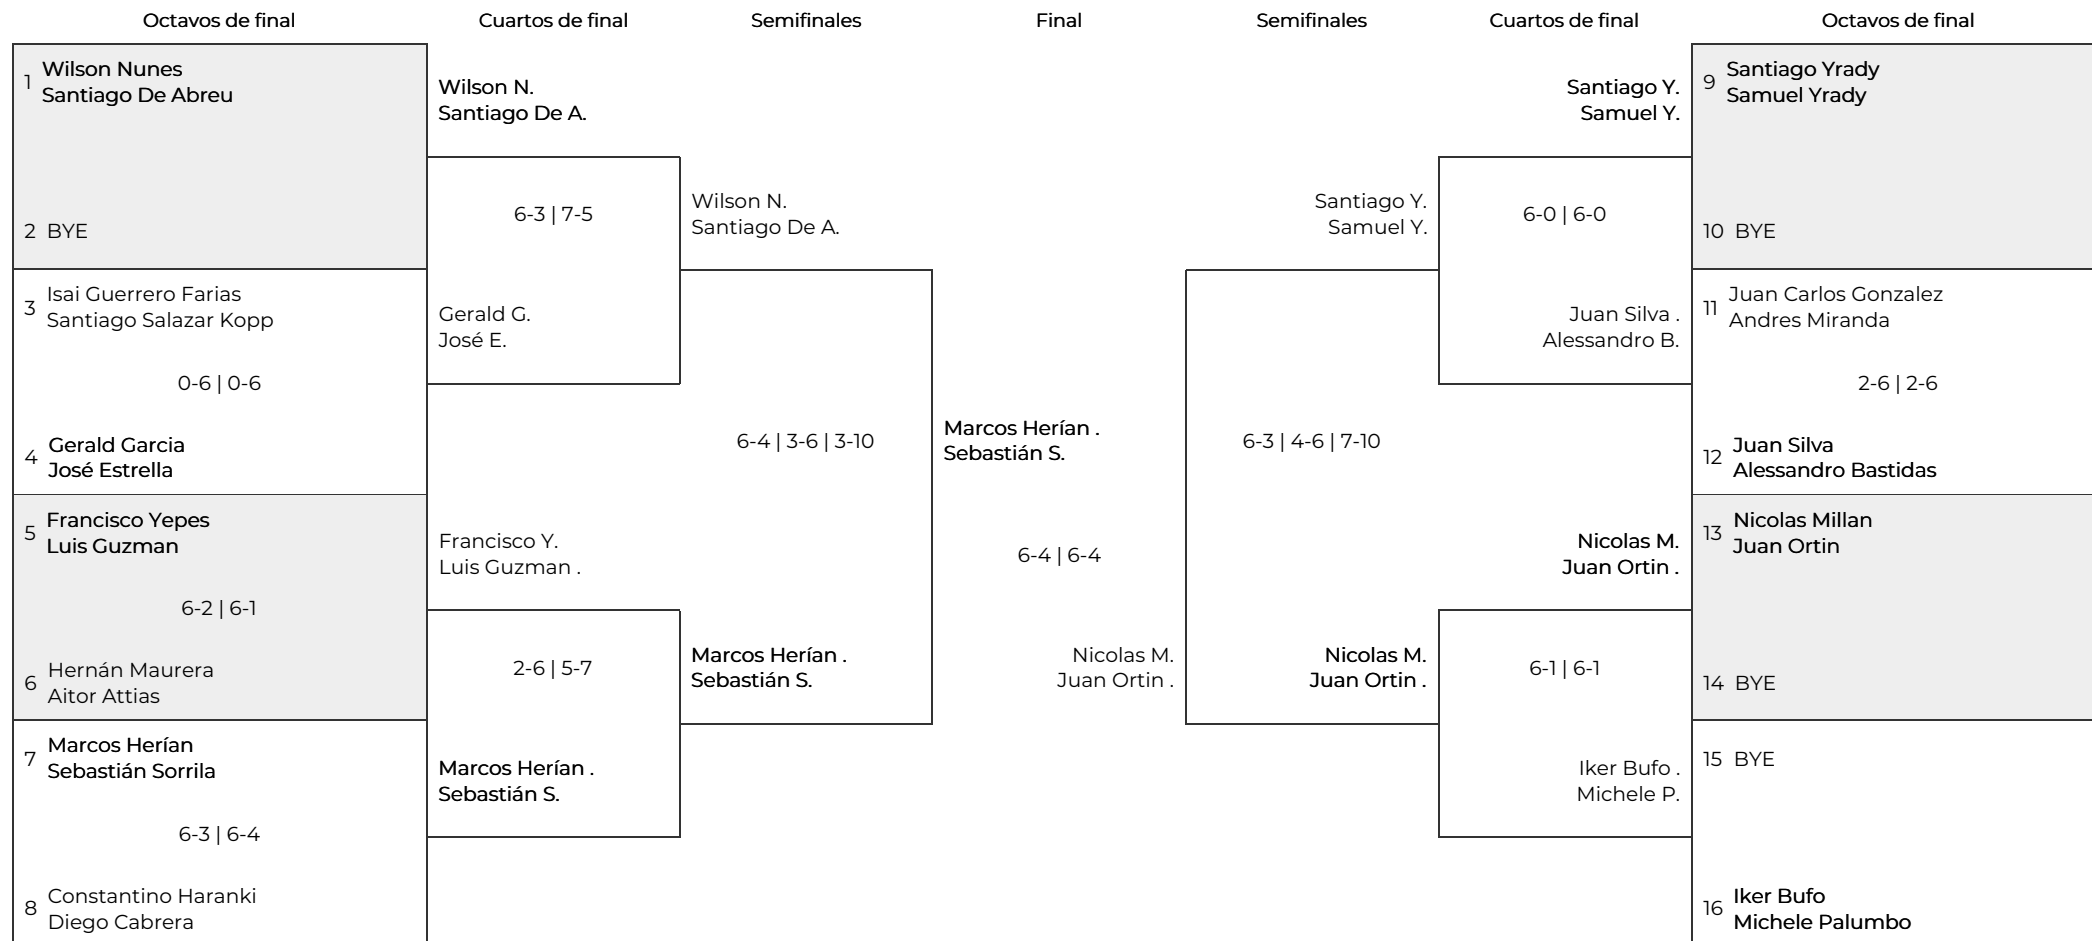 Octavos de final
Cuartos de final
Semifinales
Final
Semifinales
Cuartos de final
Octavos de final
1 Wilson Nunes
Santiago De Abreu
2 BYE
3 Isai Guerrero Farias
Santiago Salazar Kopp
0-6 | 0-6
4 Gerald Garcia
José Estrella
5 Francisco Yepes
Luis Guzman
6-2 | 6-1
6 Hernán Maurera
Aitor Attias
7 Marcos Herían
Sebastián Sorrila
6-3 | 6-4
8 Constantino Haranki
Diego Cabrera
Wilson N.
Santiago De A.
6-3 | 7-5
Gerald G.
José E.
Francisco Y.
Luis Guzman .
2-6 | 5-7
Marcos Herían .
Sebastián S.
Wilson N.
Santiago De A.
6-4 | 3-6 | 3-10
Marcos Herían .
Sebastián S.
Marcos Herían .
Sebastián S.
6-4 | 6-4
Nicolas M.
Juan Ortin .
Santiago Y.
Samuel Y.
6-3 | 4-6 | 7-10
Nicolas M.
Juan Ortin .
Santiago Y.
Samuel Y.
6-0 | 6-0
Juan Silva .
Alessandro B.
Nicolas M.
Juan Ortin .
6-1 | 6-1
Iker Bufo .
Michele P.
9 Santiago Yrady
Samuel Yrady
10 BYE
11 Juan Carlos Gonzalez
Andres Miranda
2-6 | 2-6
12 Juan Silva
Alessandro Bastidas
13 Nicolas Millan
Juan Ortin
14 BYE
15 BYE
16 Iker Bufo
Michele Palumbo